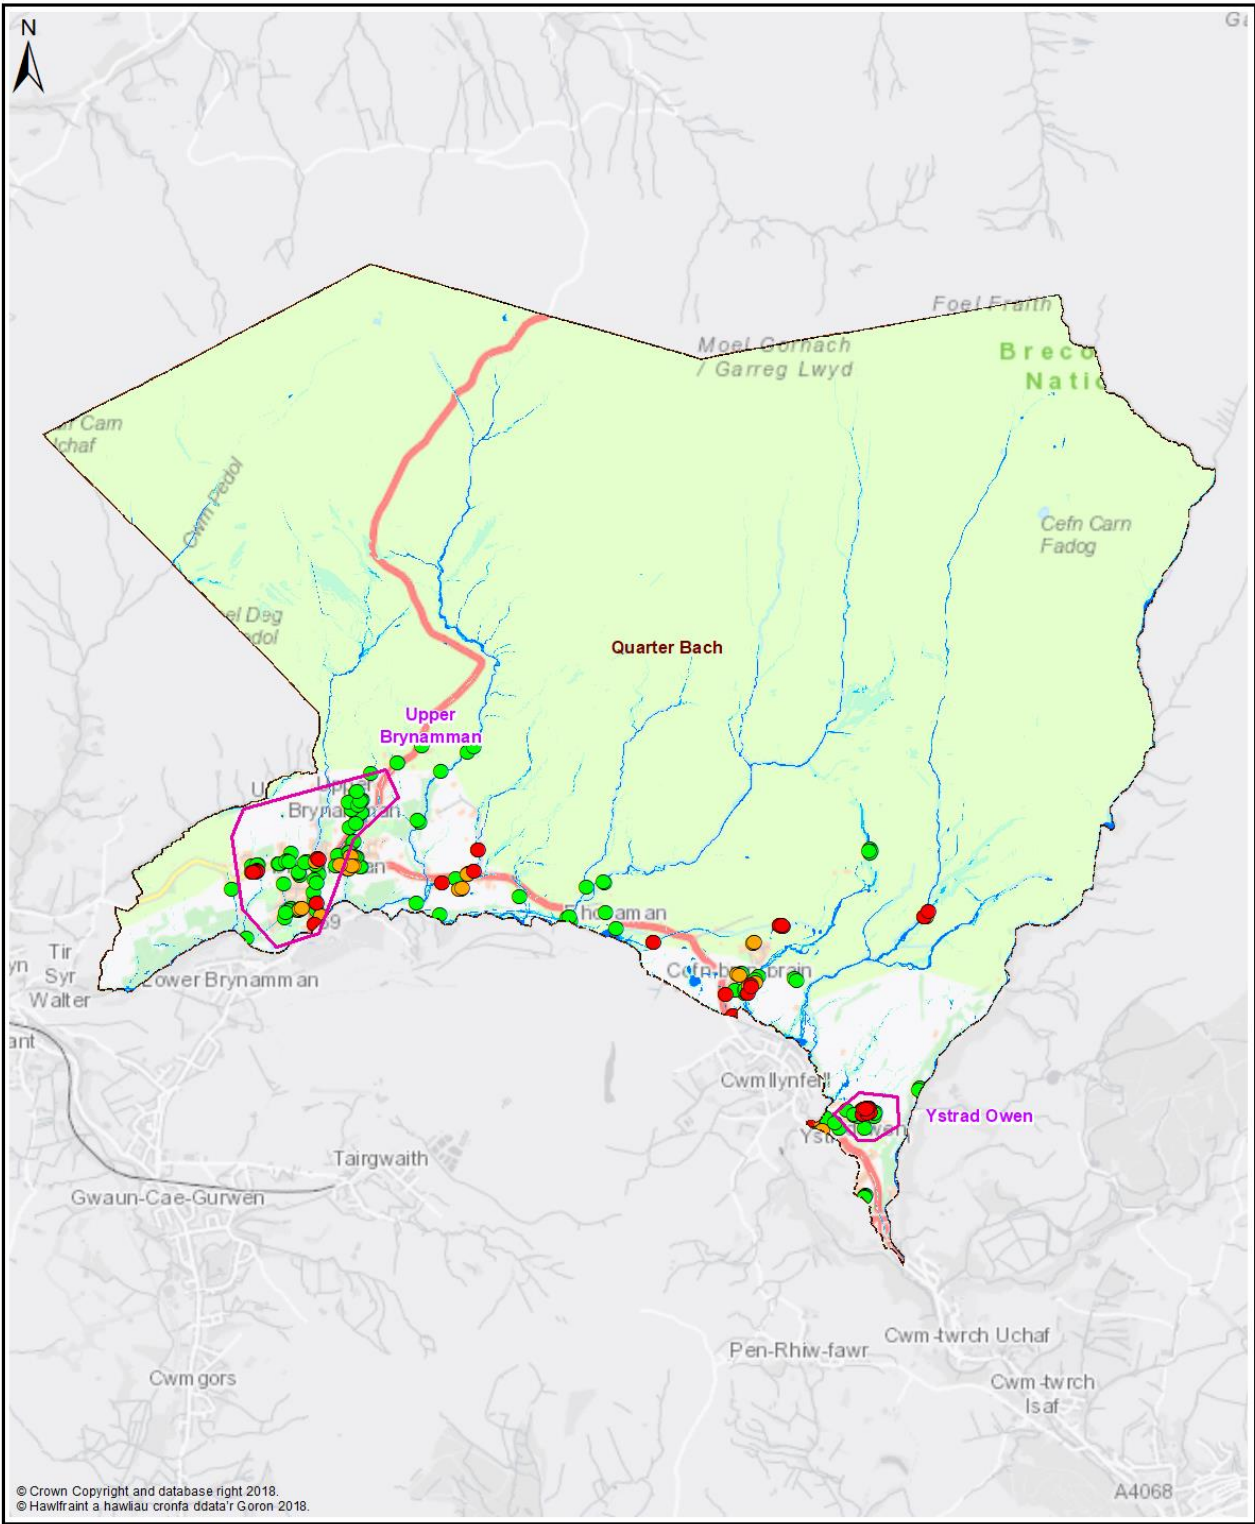 N
Foel Fraith
Moel Gornach
/ Garreg Lwyd
Breco
Natio
Cwm Pedol
Cefn Carn
Fadog
Quarter Bach
Upper
Brynamman
Upper
Brynamman
Lower Brynamman
Tir
Syr
Walter
Cwmllynfell
Ystrad Owen
Tairgwaith
Gwaun-Cae-Gurwen
Pen-Rhiw-fawr
Cwm-twrch Uchaf
Cwmgors
Cwm-twrch
Isaf
A4068
© Crown Copyright and database right 2018.
© Hawlfraint a hawliau cronfa ddata'r Goron 2018.